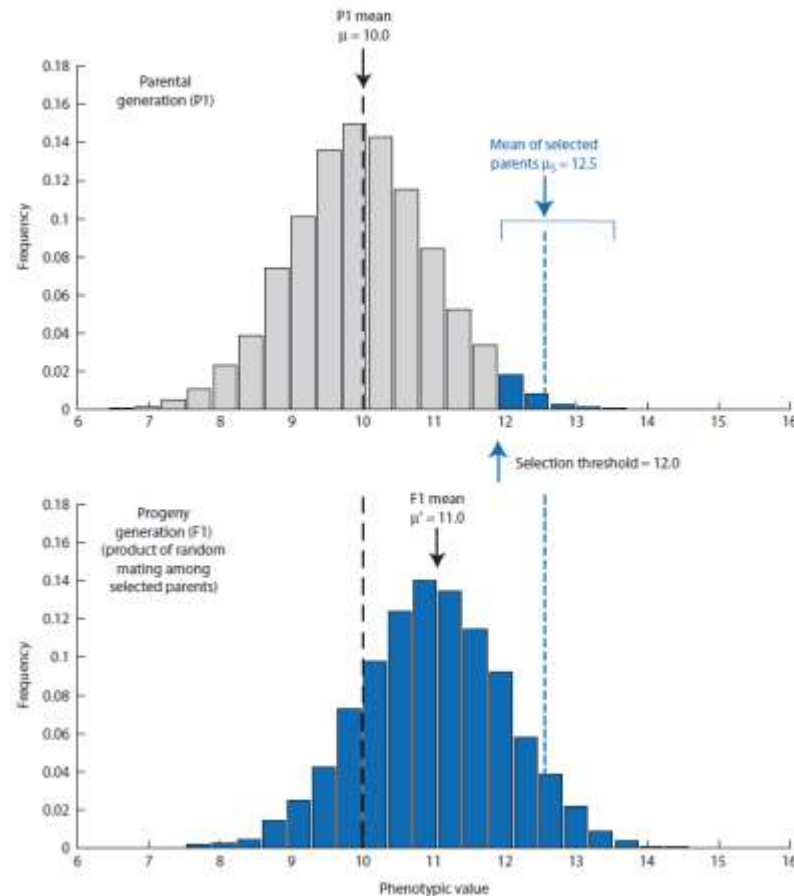 P1 mean
μ = 10.0
Parental
generation (P1)
Mean of selected
parents μS = 12.5
Frequency
0.18
0.16
0.14
0.12
0.1
0.08
0.06
0.04
0.02
0
6 7 8 9 10 11 12 13 14 15 16
Selection threshold = 12.0
Progeny
generation (F1)
(product of random
mating among
selected parents)
F1 mean
μ' = 11.0
Frequency
0.18
0.16
0.14
0.12
0.1
0.08
0.06
0.04
0.02
0
6 7 8 9 10 11 12 13 14 15 16
Phenotypic value